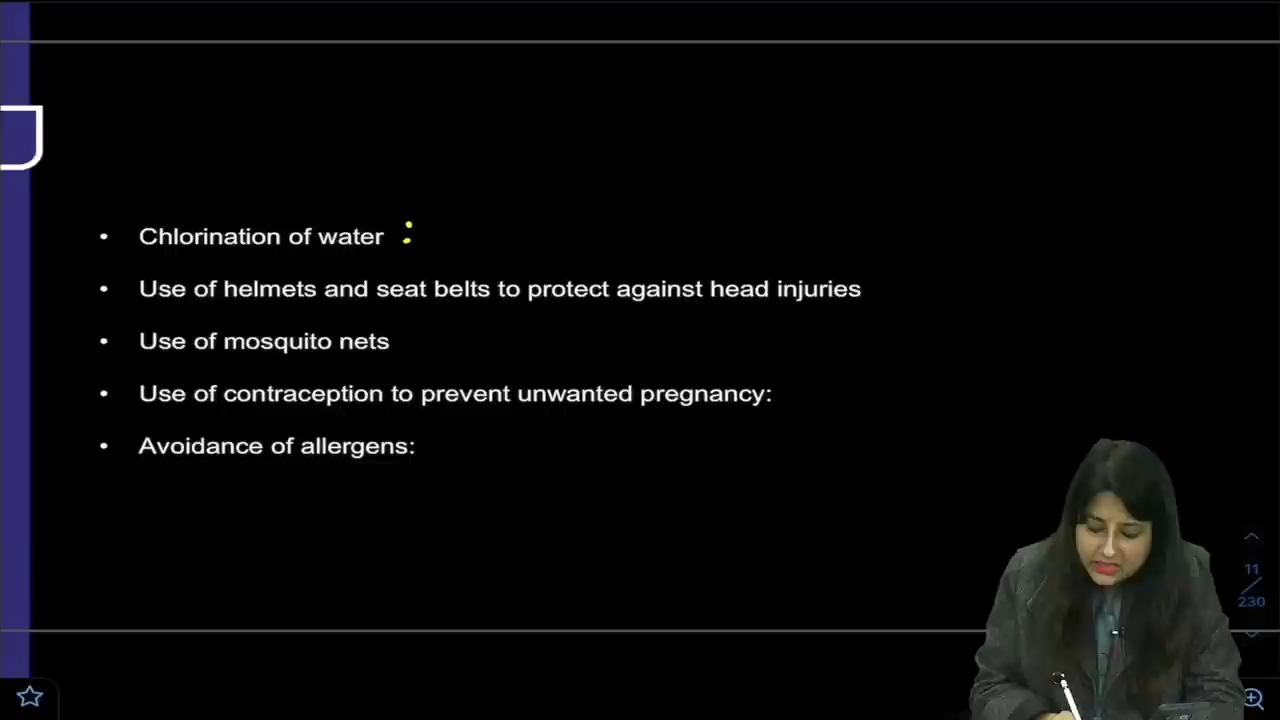 • Chlorination of water :
• Use of helmets and seat belts to protect against head injuries
• Use of mosquito nets
• Use of contraception to prevent unwanted pregnancy:
• Avoidance of allergens:
11
230